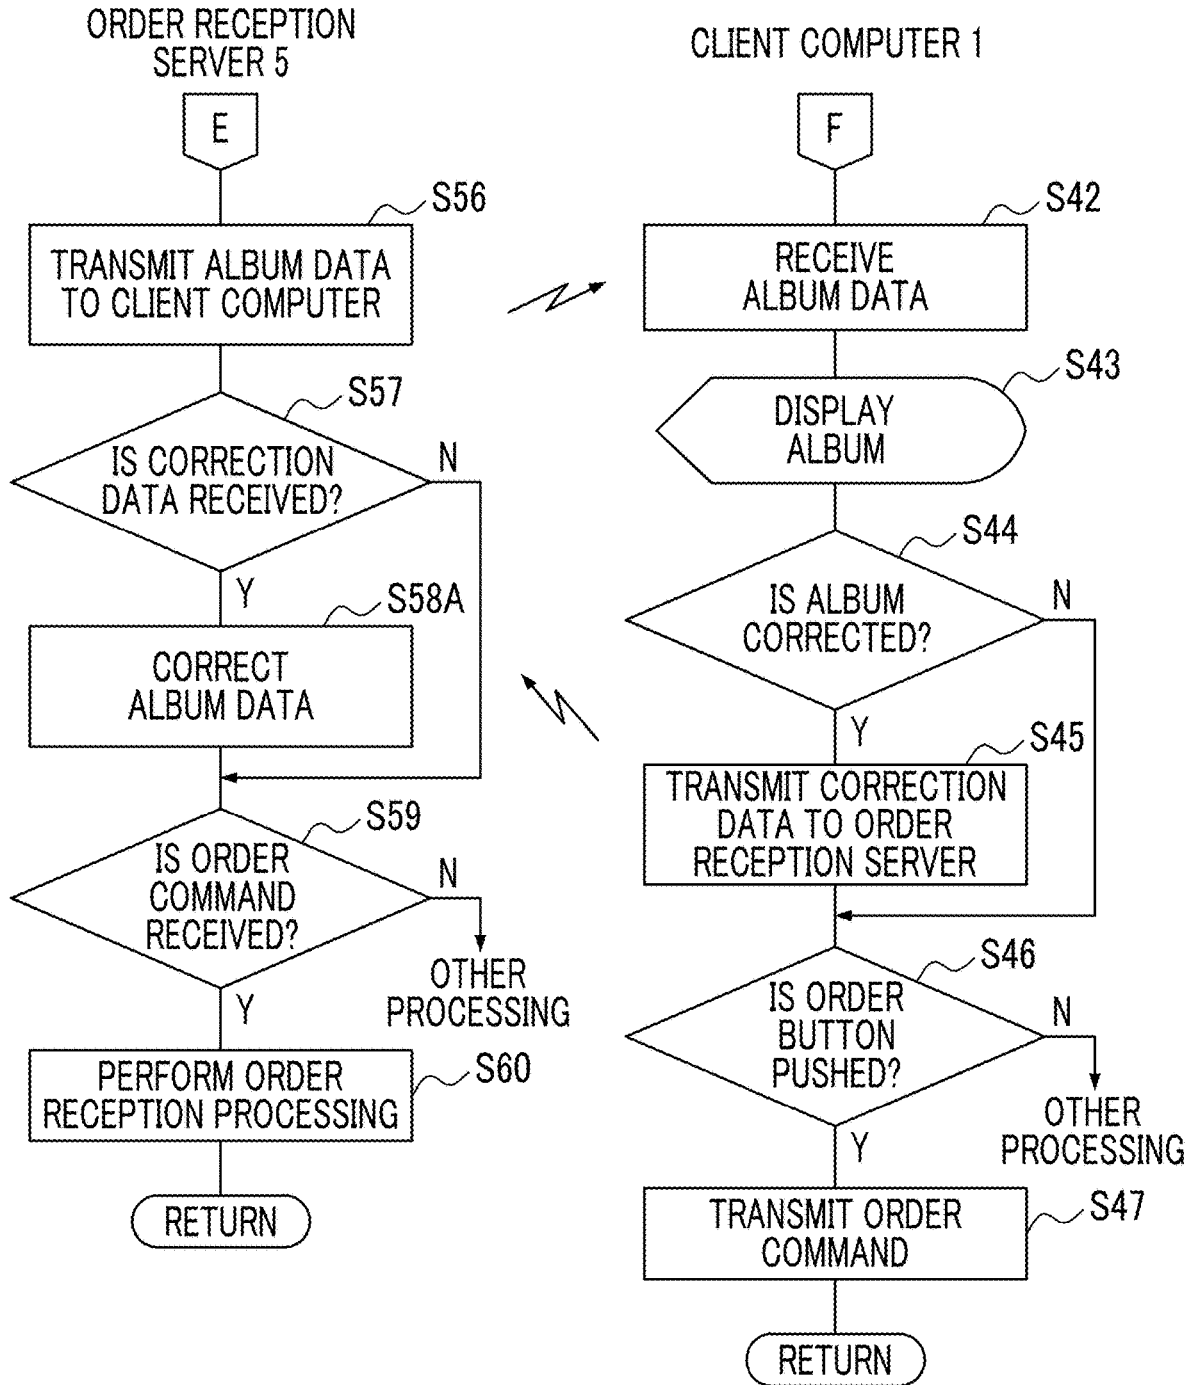 ORDER RECEPTION
SERVER 5
E
S56
TRANSMIT ALBUM DATA
TO CLIENT COMPUTER
S57
IS CORRECTION
DATA RECEIVED?
N
Y
S58A
CORRECT
ALBUM DATA
S59
IS ORDER
COMMAND
RECEIVED?
N
OTHER
PROCESSING
Y
PERFORM ORDER
RECEPTION PROCESSING
S60
RETURN
CLIENT COMPUTER 1
F
S42
RECEIVE
ALBUM DATA
S43
DISPLAY
ALBUM
S44
IS ALBUM
CORRECTED?
N
Y
S45
TRANSMIT CORRECTION
DATA TO ORDER
RECEPTION SERVER
S46
IS ORDER
BUTTON
PUSHED?
N
OTHER
PROCESSING
Y
S47
TRANSMIT ORDER
COMMAND
RETURN